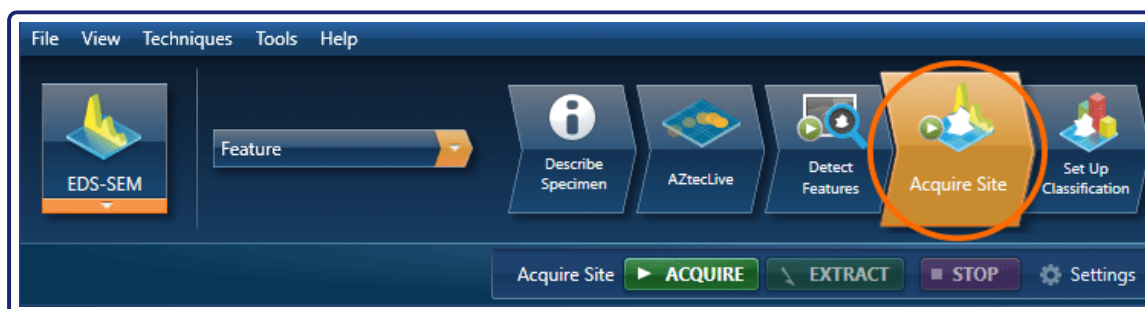 File View Techniques Tools Help
EDS-SEM
Feature
Describe
Specimen
AZtecLive
Detect
Features
Acquire Site
Set Up
Classification
Acquire Site ACQUIRE EXTRACT STOP Settings